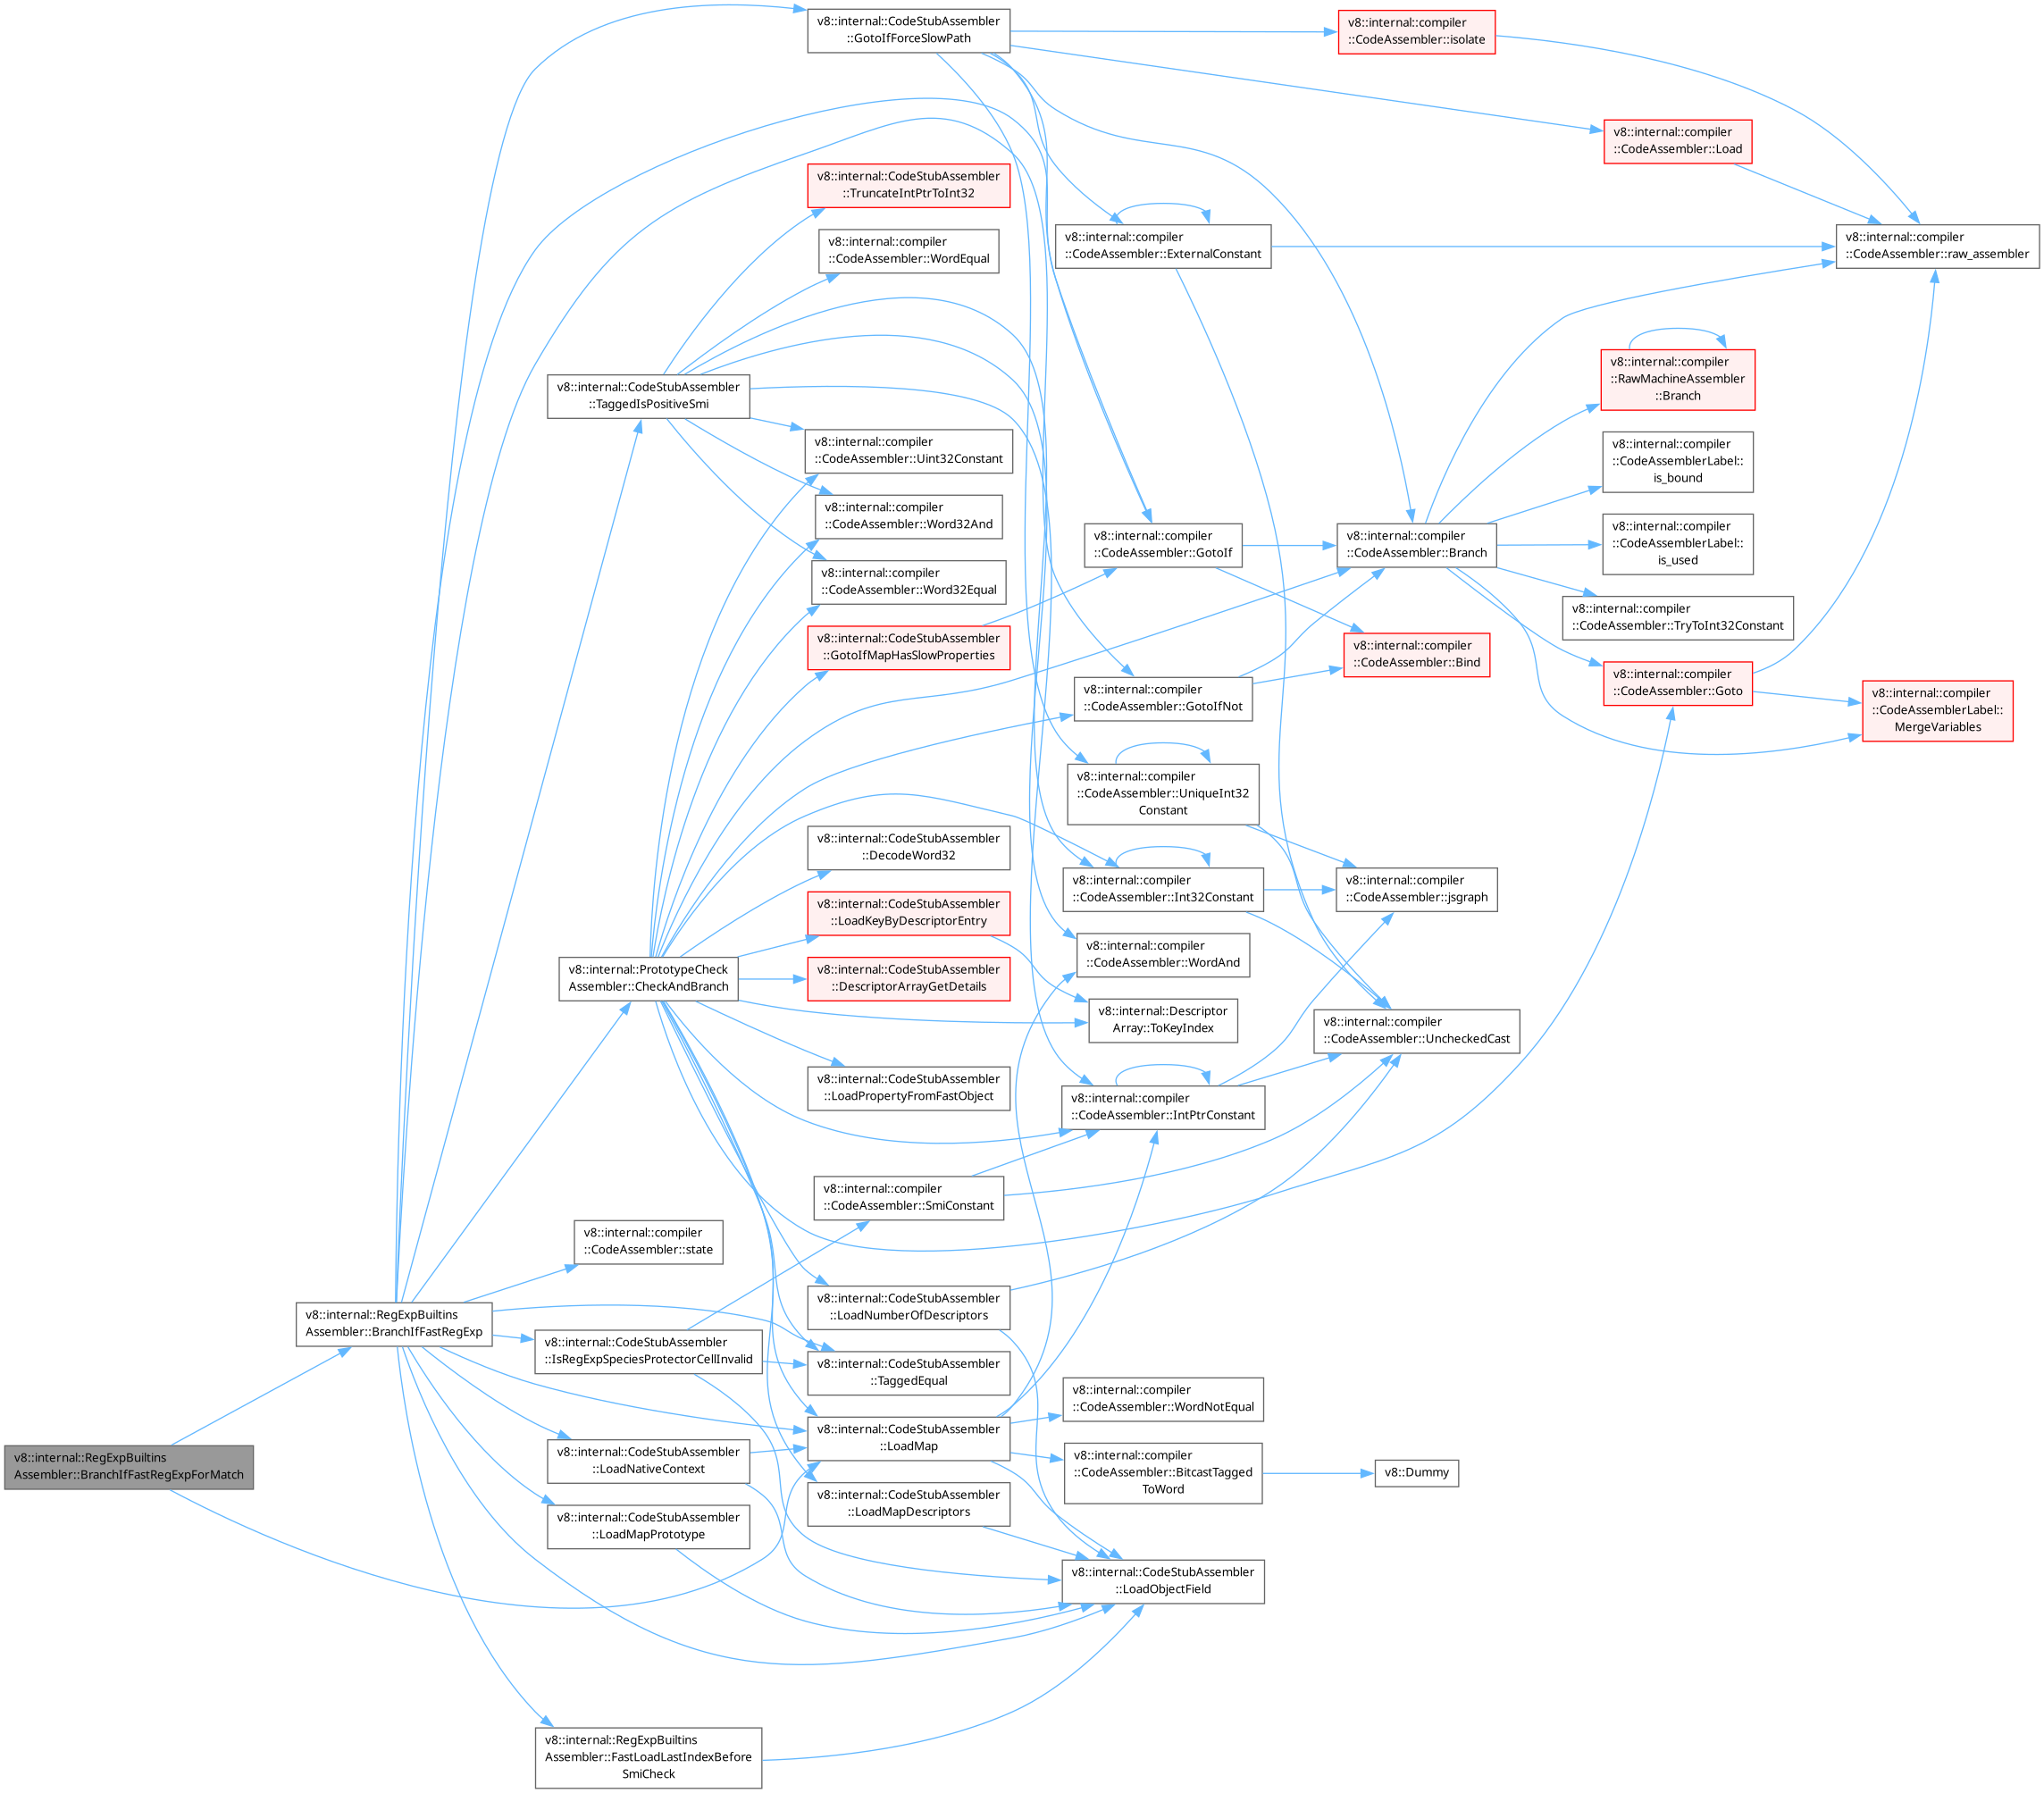 v8::internal::RegExpBuiltins
Assembler::BranchIfFastRegExpForMatch
v8::internal::RegExpBuiltins
Assembler::BranchIfFastRegExp
v8::internal::CodeStubAssembler
::TaggedIsPositiveSmi
v8::internal::PrototypeCheck
Assembler::CheckAndBranch
v8::internal::compiler
::CodeAssembler::state
v8::internal::CodeStubAssembler
::IsRegExpSpeciesProtectorCellInvalid
v8::internal::CodeStubAssembler
::LoadNativeContext
v8::internal::CodeStubAssembler
::LoadMapPrototype
v8::internal::RegExpBuiltins
Assembler::FastLoadLastIndexBefore
SmiCheck
v8::internal::CodeStubAssembler
::GotoIfForceSlowPath
v8::internal::CodeStubAssembler
::TruncateIntPtrToInt32
v8::internal::compiler
::CodeAssembler::WordEqual
v8::internal::compiler
::CodeAssembler::Uint32Constant
v8::internal::compiler
::CodeAssembler::Word32And
v8::internal::compiler
::CodeAssembler::Word32Equal
v8::internal::CodeStubAssembler
::GotoIfMapHasSlowProperties
v8::internal::CodeStubAssembler
::DecodeWord32
v8::internal::CodeStubAssembler
::LoadKeyByDescriptorEntry
v8::internal::CodeStubAssembler
::DescriptorArrayGetDetails
v8::internal::CodeStubAssembler
::LoadPropertyFromFastObject
v8::internal::compiler
::CodeAssembler::SmiConstant
v8::internal::CodeStubAssembler
::LoadNumberOfDescriptors
v8::internal::CodeStubAssembler
::TaggedEqual
v8::internal::CodeStubAssembler
::LoadMap
v8::internal::CodeStubAssembler
::LoadMapDescriptors
v8::internal::compiler
::CodeAssembler::ExternalConstant
v8::internal::compiler
::CodeAssembler::GotoIf
v8::internal::compiler
::CodeAssembler::GotoIfNot
v8::internal::compiler
::CodeAssembler::UniqueInt32
Constant
v8::internal::compiler
::CodeAssembler::Int32Constant
v8::internal::compiler
::CodeAssembler::WordAnd
v8::internal::Descriptor
Array::ToKeyIndex
v8::internal::compiler
::CodeAssembler::IntPtrConstant
v8::internal::compiler
::CodeAssembler::WordNotEqual
v8::internal::compiler
::CodeAssembler::BitcastTagged
ToWord
v8::internal::CodeStubAssembler
::LoadObjectField
v8::internal::compiler
::CodeAssembler::isolate
v8::internal::compiler
::CodeAssembler::Branch
v8::internal::compiler
::CodeAssembler::Bind
v8::internal::compiler
::CodeAssembler::jsgraph
v8::internal::compiler
::CodeAssembler::UncheckedCast
v8::Dummy
v8::internal::compiler
::CodeAssembler::Load
v8::internal::compiler
::RawMachineAssembler
::Branch
v8::internal::compiler
::CodeAssemblerLabel::
is_bound
v8::internal::compiler
::CodeAssemblerLabel::
is_used
v8::internal::compiler
::CodeAssembler::TryToInt32Constant
v8::internal::compiler
::CodeAssembler::Goto
v8::internal::compiler
::CodeAssembler::raw_assembler
v8::internal::compiler
::CodeAssemblerLabel::
MergeVariables